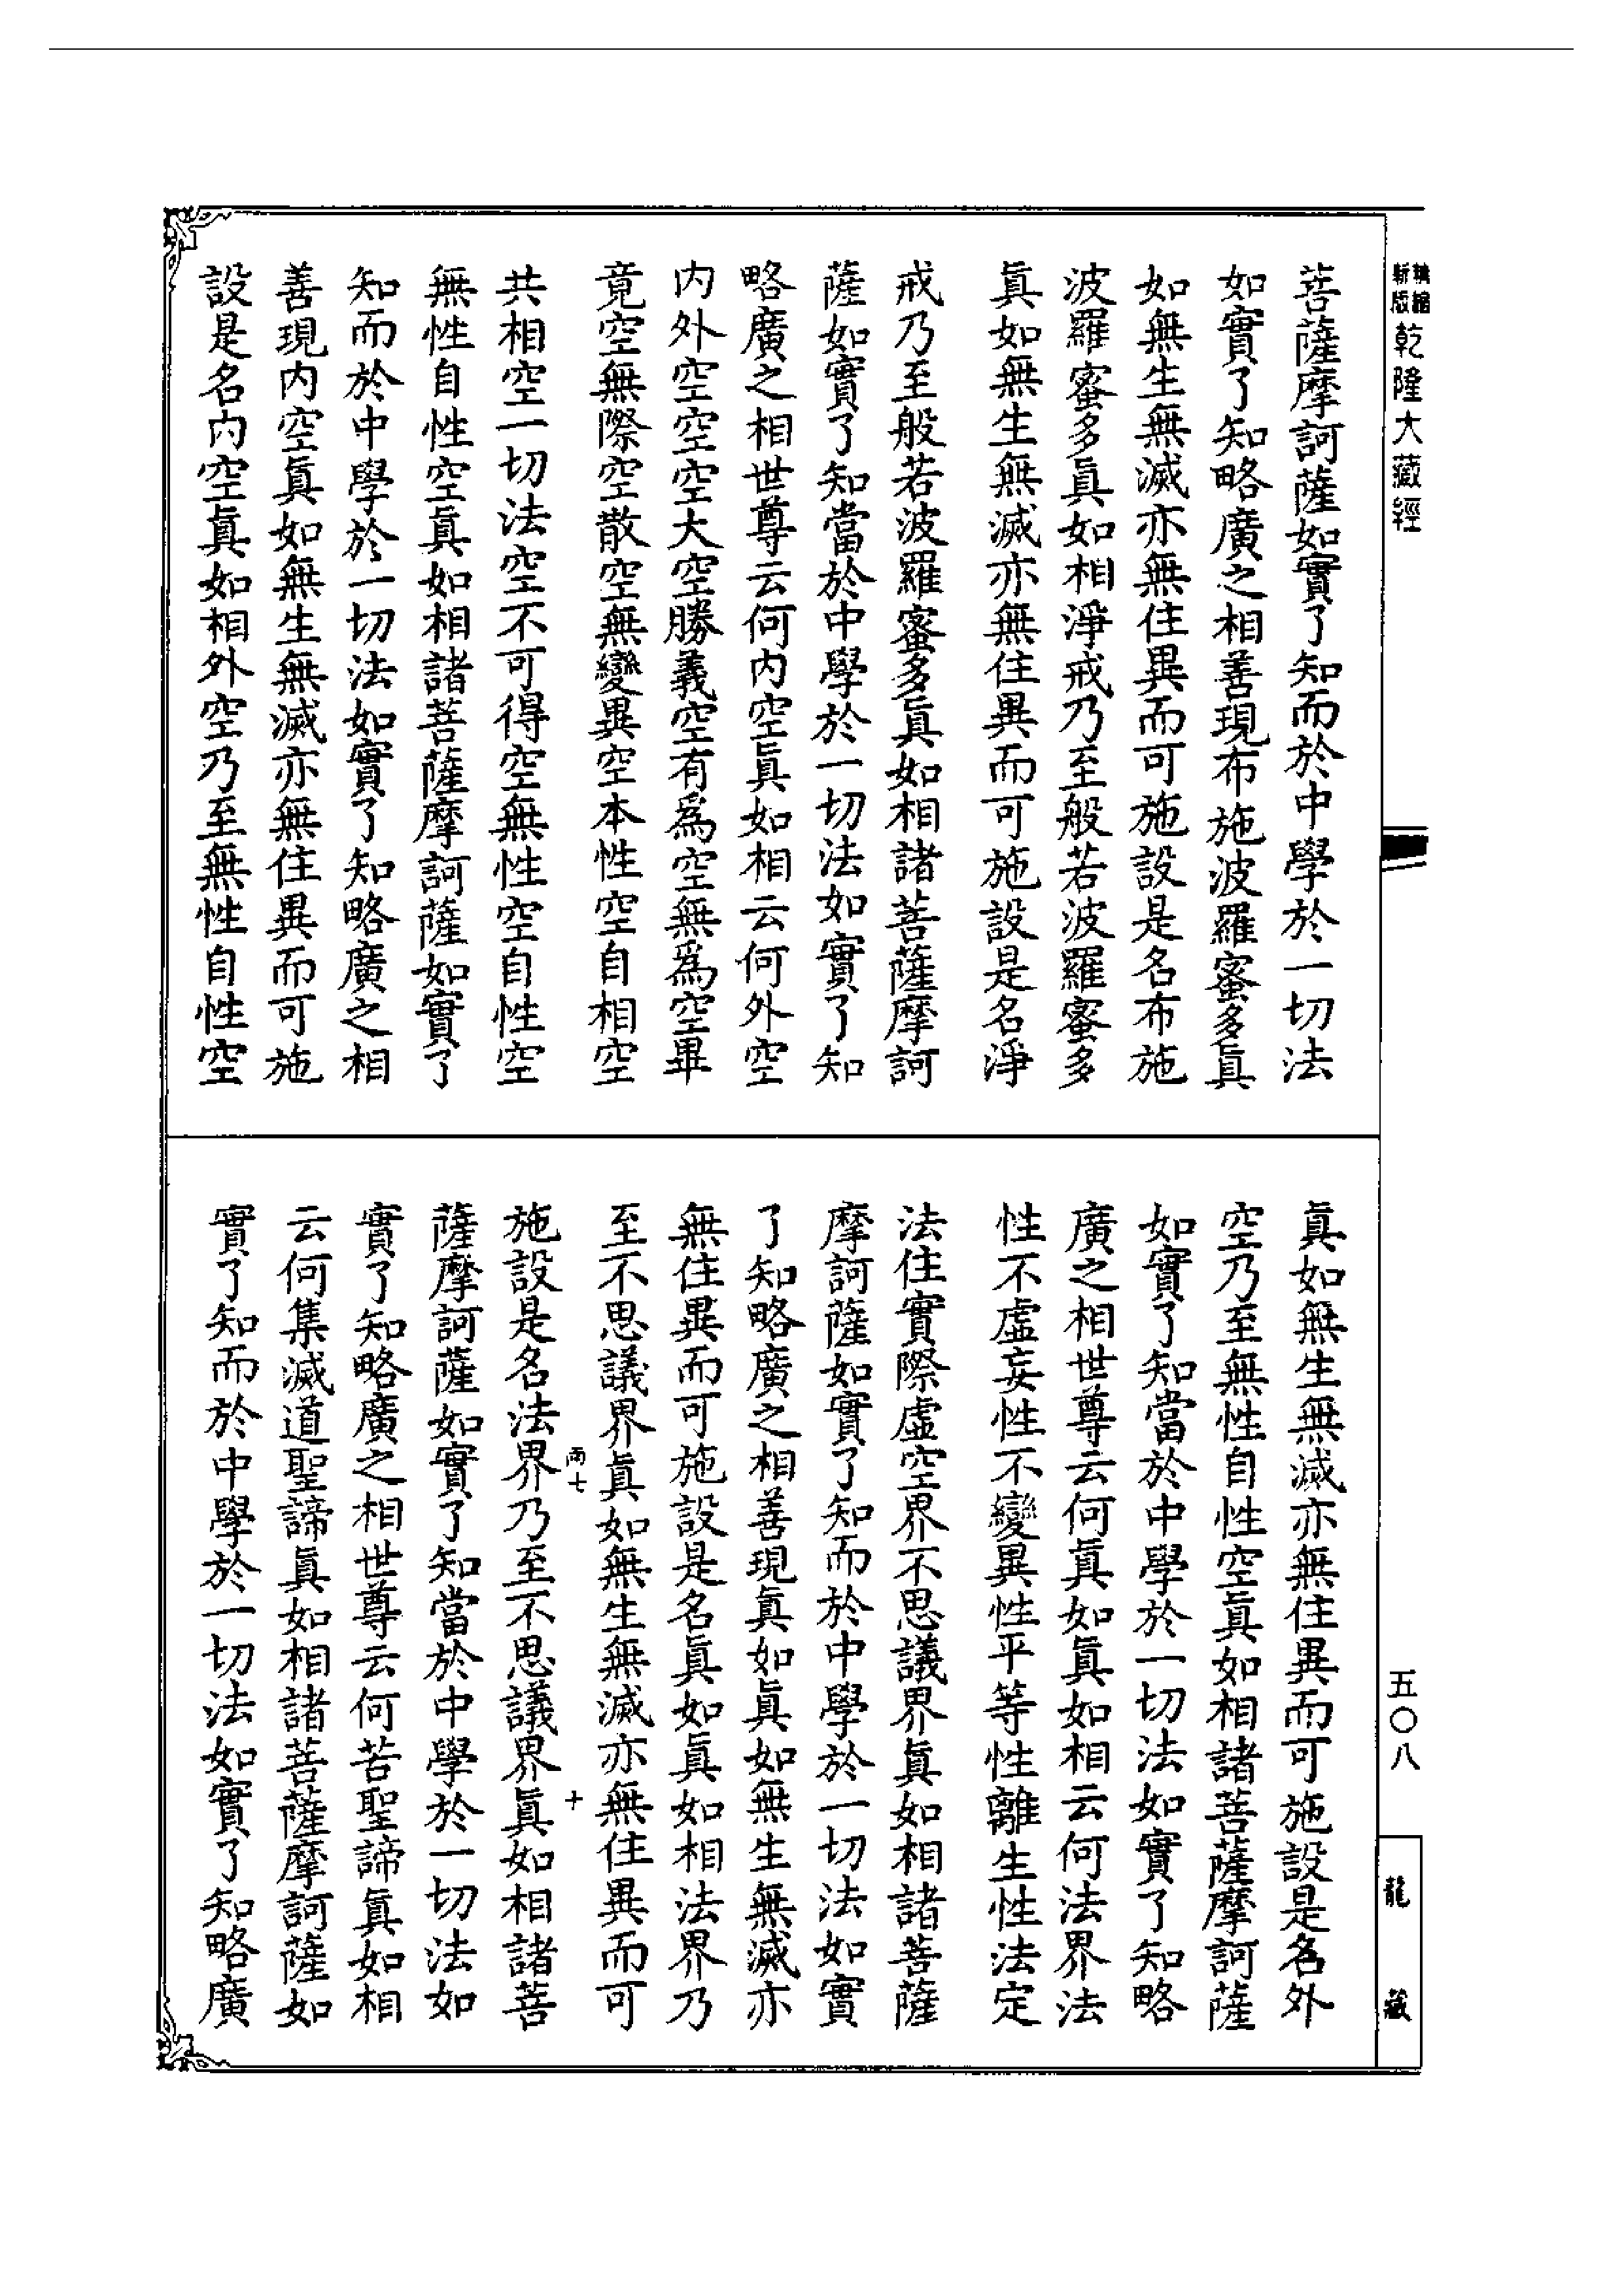 新版
縮
乾隆大藏經
菩薩摩訶薩如實了知而於中學於一切法
如實了知略廣之相善現布施波羅蜜多眞
如無生無滅亦無住異而可施設是名布施
波羅蜜多眞如相淨戒乃至般若波羅蜜多
眞如無生無滅亦無住異而可施設是名淨
戒乃至般若波羅蜜多眞如相諸菩薩摩訶
薩如實了知當於中學於一切法如實了知
略廣之相世尊云何內空眞如相云何外空
內外空空空大空勝義空有爲空無爲空畢
竟空無際空散空無變異空本性空自相空
共相空一切法空不可得空無性空自性空
無性自性空眞如相諸菩薩摩訶薩如實了
知而於中學於一切法如實了知略廣之相
善現內空眞如無生無滅亦無住異而可施
設是名內空眞如相外空乃至無性自性空
眞如無生無滅亦無住異而可施設是名外
空乃至無性自性空眞如相諸菩薩摩訶薩
如實了知當於中學於一切法如實了知略
廣之相世尊云何眞如眞如相云何法界法
性不虛妄性不變異性平等性離生性法定
法住實際虛空界不思議界眞如相諸菩薩
摩訶薩如實了知而於中學於一切法如實
了知略廣之相善現眞如眞如無生無滅亦
無住異而可施設是名眞如眞如相法界乃
至不思議界眞如無生無滅亦無住異而可
雨七
十
施設是名法界乃至不思議界眞如相諸菩
薩摩訶薩如實了知當於中學於一切法如
實了知略廣之相世尊云何苦聖諦眞如相
云何集滅道聖諦眞如相諸菩薩摩訶薩如
實了知而於中學於一切法如實了知略廣
五〇八
龍藏